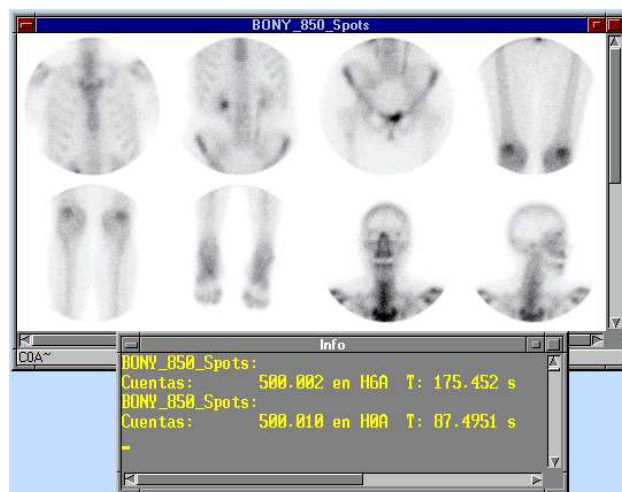 BONY_850_Spots
COA~
Info
BONY_850_Spots:
Cuentas: 500.002 en H6A T: 175.452 s
BONY_850_Spots:
Cuentas: 500.010 en H0A T: 87.4951 s